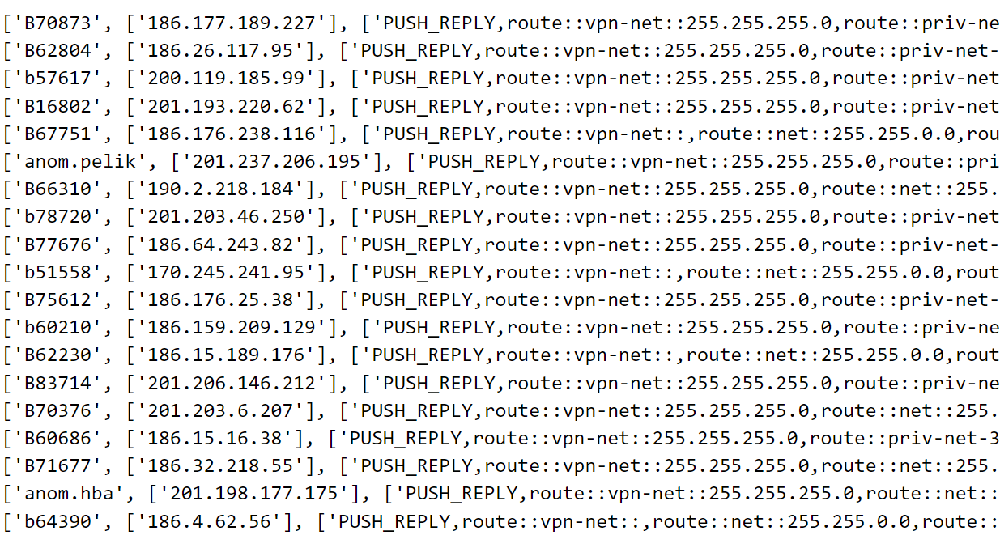 ['B70873', ['186.177.189.227'], ['PUSH_REPLY,route::vpn-net::255.255.255.0,route::priv-ne
['B62804', ['186.26.117.95'], ['PUSH_REPLY,route::vpn-net::255.255.255.0,route::priv-net-
['b57617', ['200.119.185.99'], ['PUSH_REPLY,route::vpn-net::255.255.255.0,route::priv-net
['B16802', ['201.193.220.62'], ['PUSH_REPLY,route::vpn-net::255.255.255.0,route::priv-net
['B67751', ['186.176.238.116'], ['PUSH_REPLY,route::vpn-net::,route::net::255.255.0.0,rou
['anom.pelik', ['201.237.206.195'], ['PUSH_REPLY,route::vpn-net::255.255.255.0,route::pri
['B66310', ['190.2.218.184'], ['PUSH_REPLY,route::vpn-net::255.255.255.0,route::net::255.
['b78720', ['201.203.46.250'], ['PUSH_REPLY,route::vpn-net::255.255.255.0,route::priv-net
['B77676', ['186.64.243.82'], ['PUSH_REPLY,route::vpn-net::255.255.255.0,route::priv-net-
['b51558', ['170.245.241.95'], ['PUSH_REPLY,route::vpn-net::,route::net::255.255.0.0,rout
['B75612', ['186.176.25.38'], ['PUSH_REPLY,route::vpn-net::255.255.255.0,route::priv-net-
['b60210', ['186.159.209.129'], ['PUSH_REPLY,route::vpn-net::255.255.255.0,route::priv-ne
['B62230', ['186.15.189.176'], ['PUSH_REPLY,route::vpn-net::,route::net::255.255.0.0,rout
['B83714', ['201.206.146.212'], ['PUSH_REPLY,route::vpn-net::255.255.255.0,route::priv-ne
['B70376', ['201.203.6.207'], ['PUSH_REPLY,route::vpn-net::255.255.255.0,route::net::255.
['B60686', ['186.15.16.38'], ['PUSH_REPLY,route::vpn-net::255.255.255.0,route::priv-net-3
['B71677', ['186.32.218.55'], ['PUSH_REPLY,route::vpn-net::255.255.255.0,route::net::255.
['anom.hba', ['201.198.177.175'], ['PUSH_REPLY,route::vpn-net::255.255.255.0,route::net::
['b64390', ['186.4.62.56'], ['PUSH_REPLY,route::vpn-net::,route::net::255.255.0.0,route::